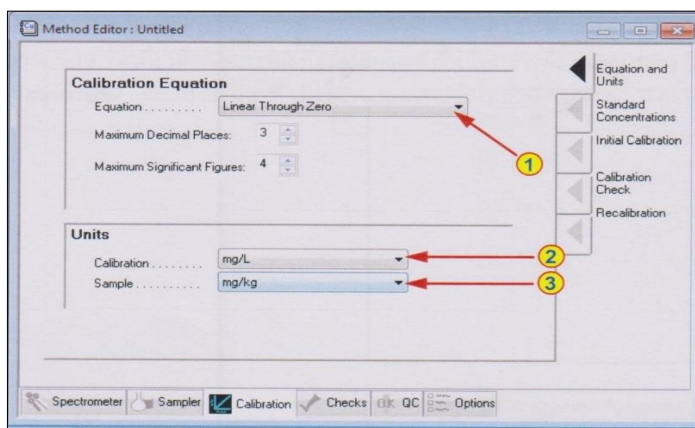 Method Editor : Untitled
Calibration Equation
Equation ......... Linear Through Zero
Maximum Decimal Places: 3
Maximum Significant Figures: 4
1
Units
Calibration ........ mg/L
2
Sample .......... mg/kg
3
Equation and
Units
Standard
Concentrations
Initial Calibration
Calibration
Check
Recalibration
Spectrometer Sampler Calibration Checks QC Options